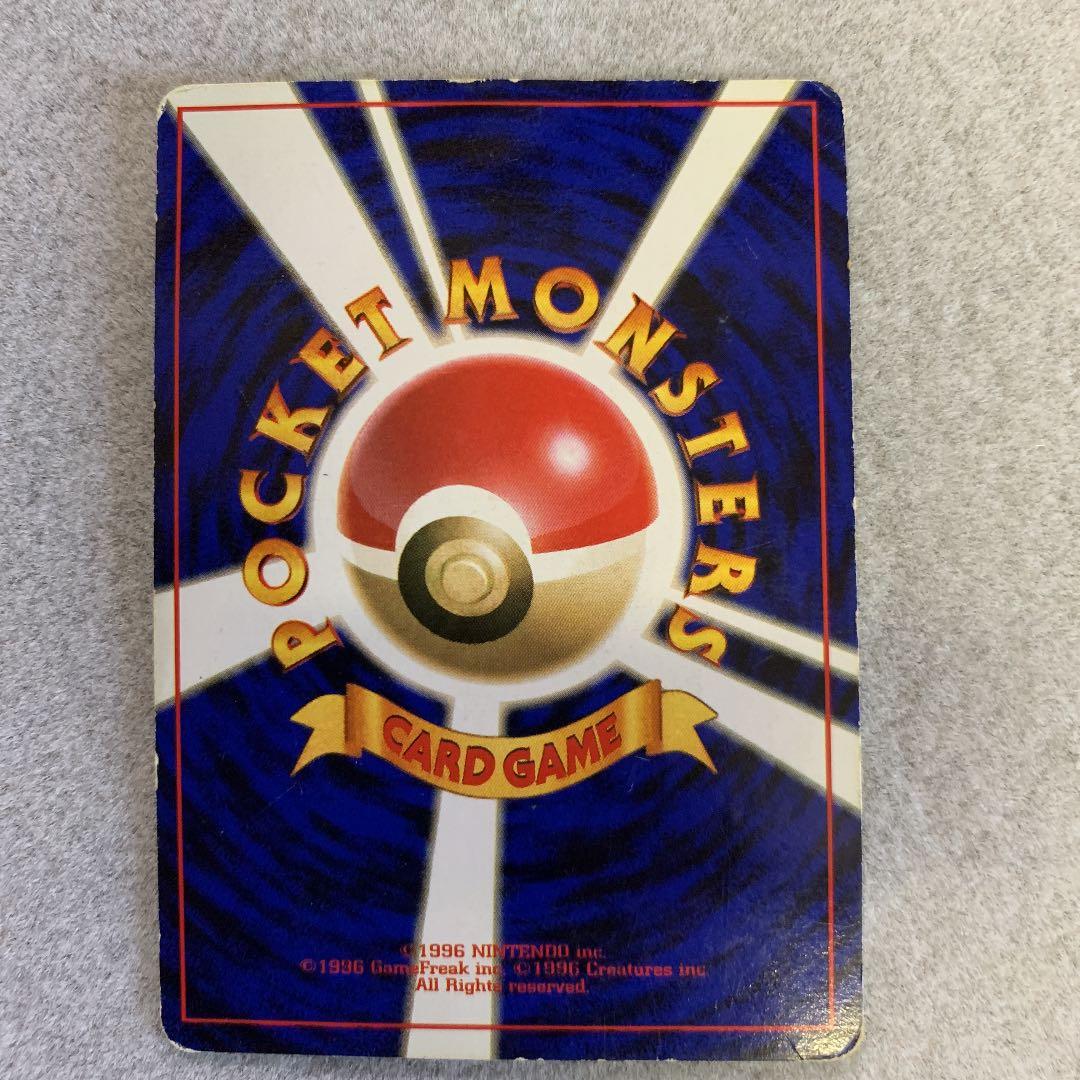 POCKET MONSTERS
CARD GAME
©1996 NINTENDO inc.
©1996 GameFreak inc. ©1996 Creatures inc.
All Rights reserved.